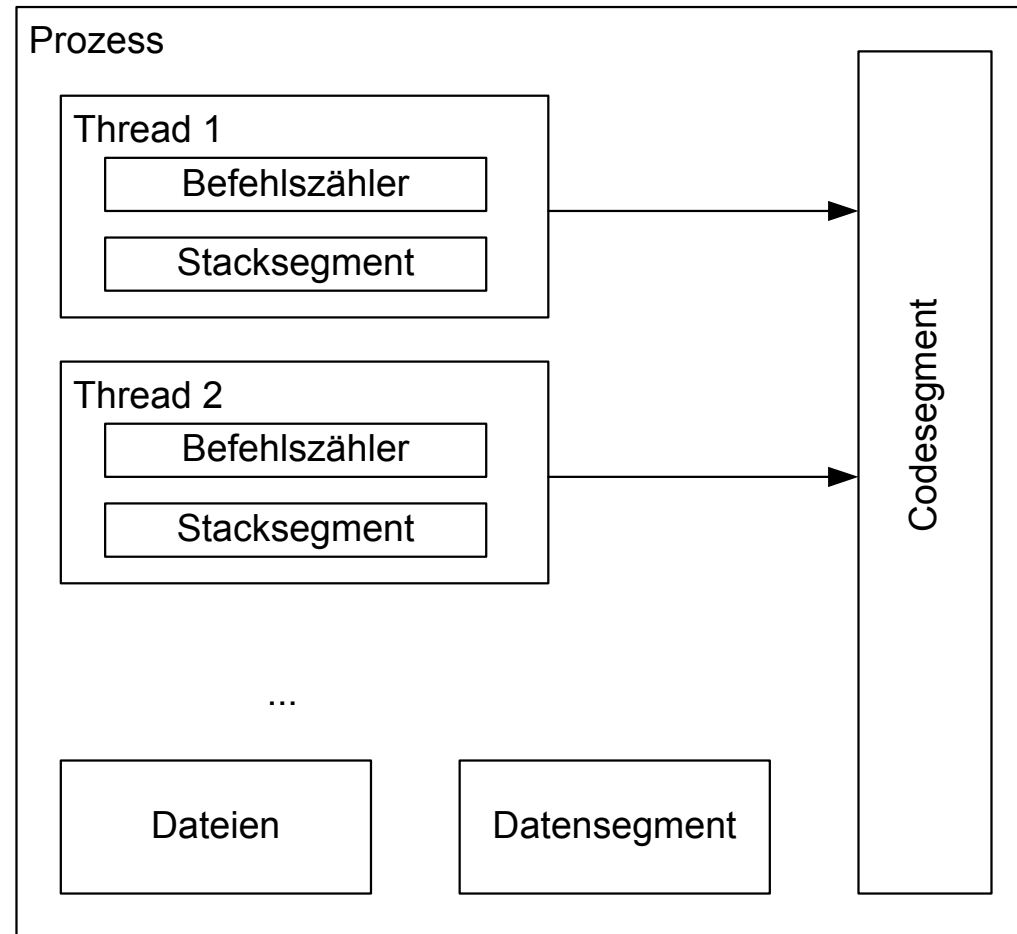 Prozess
Thread 1
Befehlszähler
Stacksegment
Thread 2
Befehlszähler
Stacksegment
...
Dateien
Datensegment
Codesegment